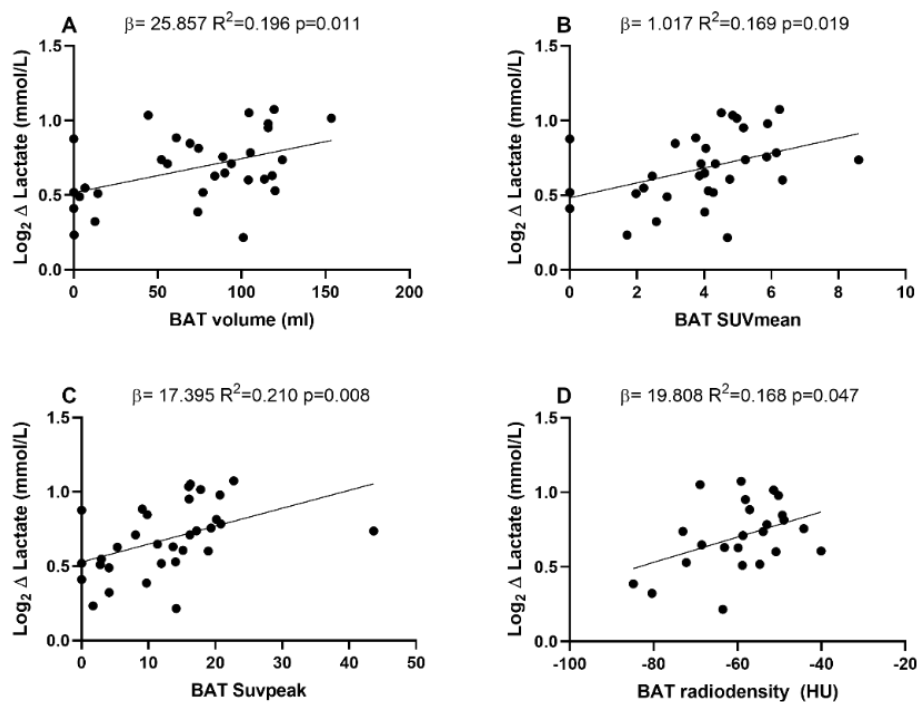 A β= 25.857 R²=0.196 p=0.011
Log₂ Δ Lactate (mmol/L)
1.5
1.0
0.5
0.0
0 50 100 150 200
BAT volume (ml)
B β= 1.017 R²=0.169 p=0.019
Log₂ Δ Lactate (mmol/L)
1.5
1.0
0.5
0.0
0 2 4 6 8 10
BAT SUVmean
C β= 17.395 R²=0.210 p=0.008
Log₂ Δ Lactate (mmol/L)
1.5
1.0
0.5
0.0
0 10 20 30 40 50
BAT Suvpeak
D β= 19.808 R²=0.168 p=0.047
Log₂ Δ Lactate (mmol/L)
1.5
1.0
0.5
0.0
-100 -80 -60 -40 -20
BAT radiodensity (HU)